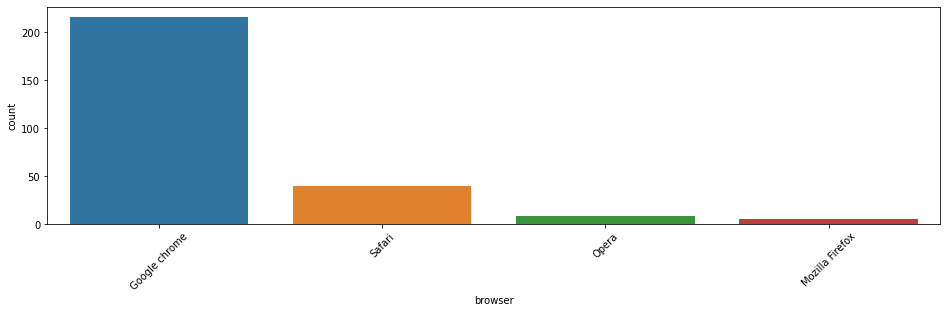 count
200
150
100
50
0
Google chrome
Safari
Opera
Mozilla Firefox
browser